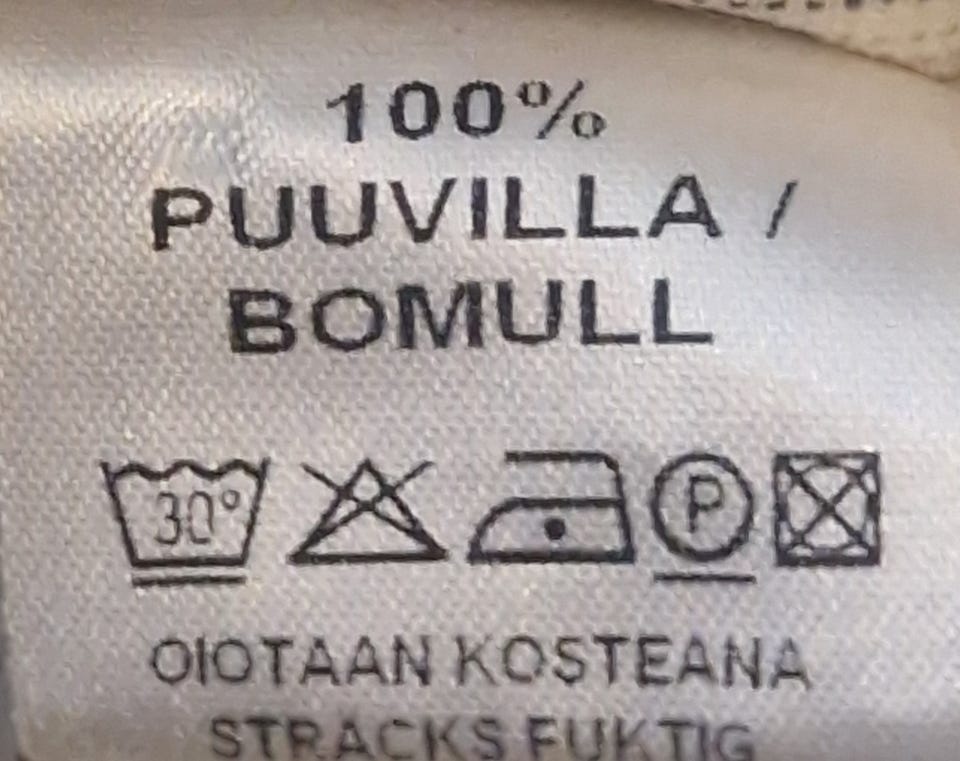 100%
PUUVILLA /
BOMULL
30°
P
OIOTAAN KOSTEANA
STRACKS FUKTIG